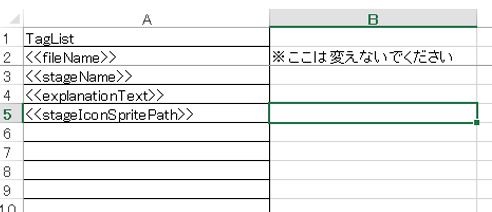 A B
1 TagList
2 <<fileName>> ※ここは変えないでください
3 <<stageName>>
4 <<explanationText>>
5 <<stageIconSpritePath>>
6
7
8
9
10